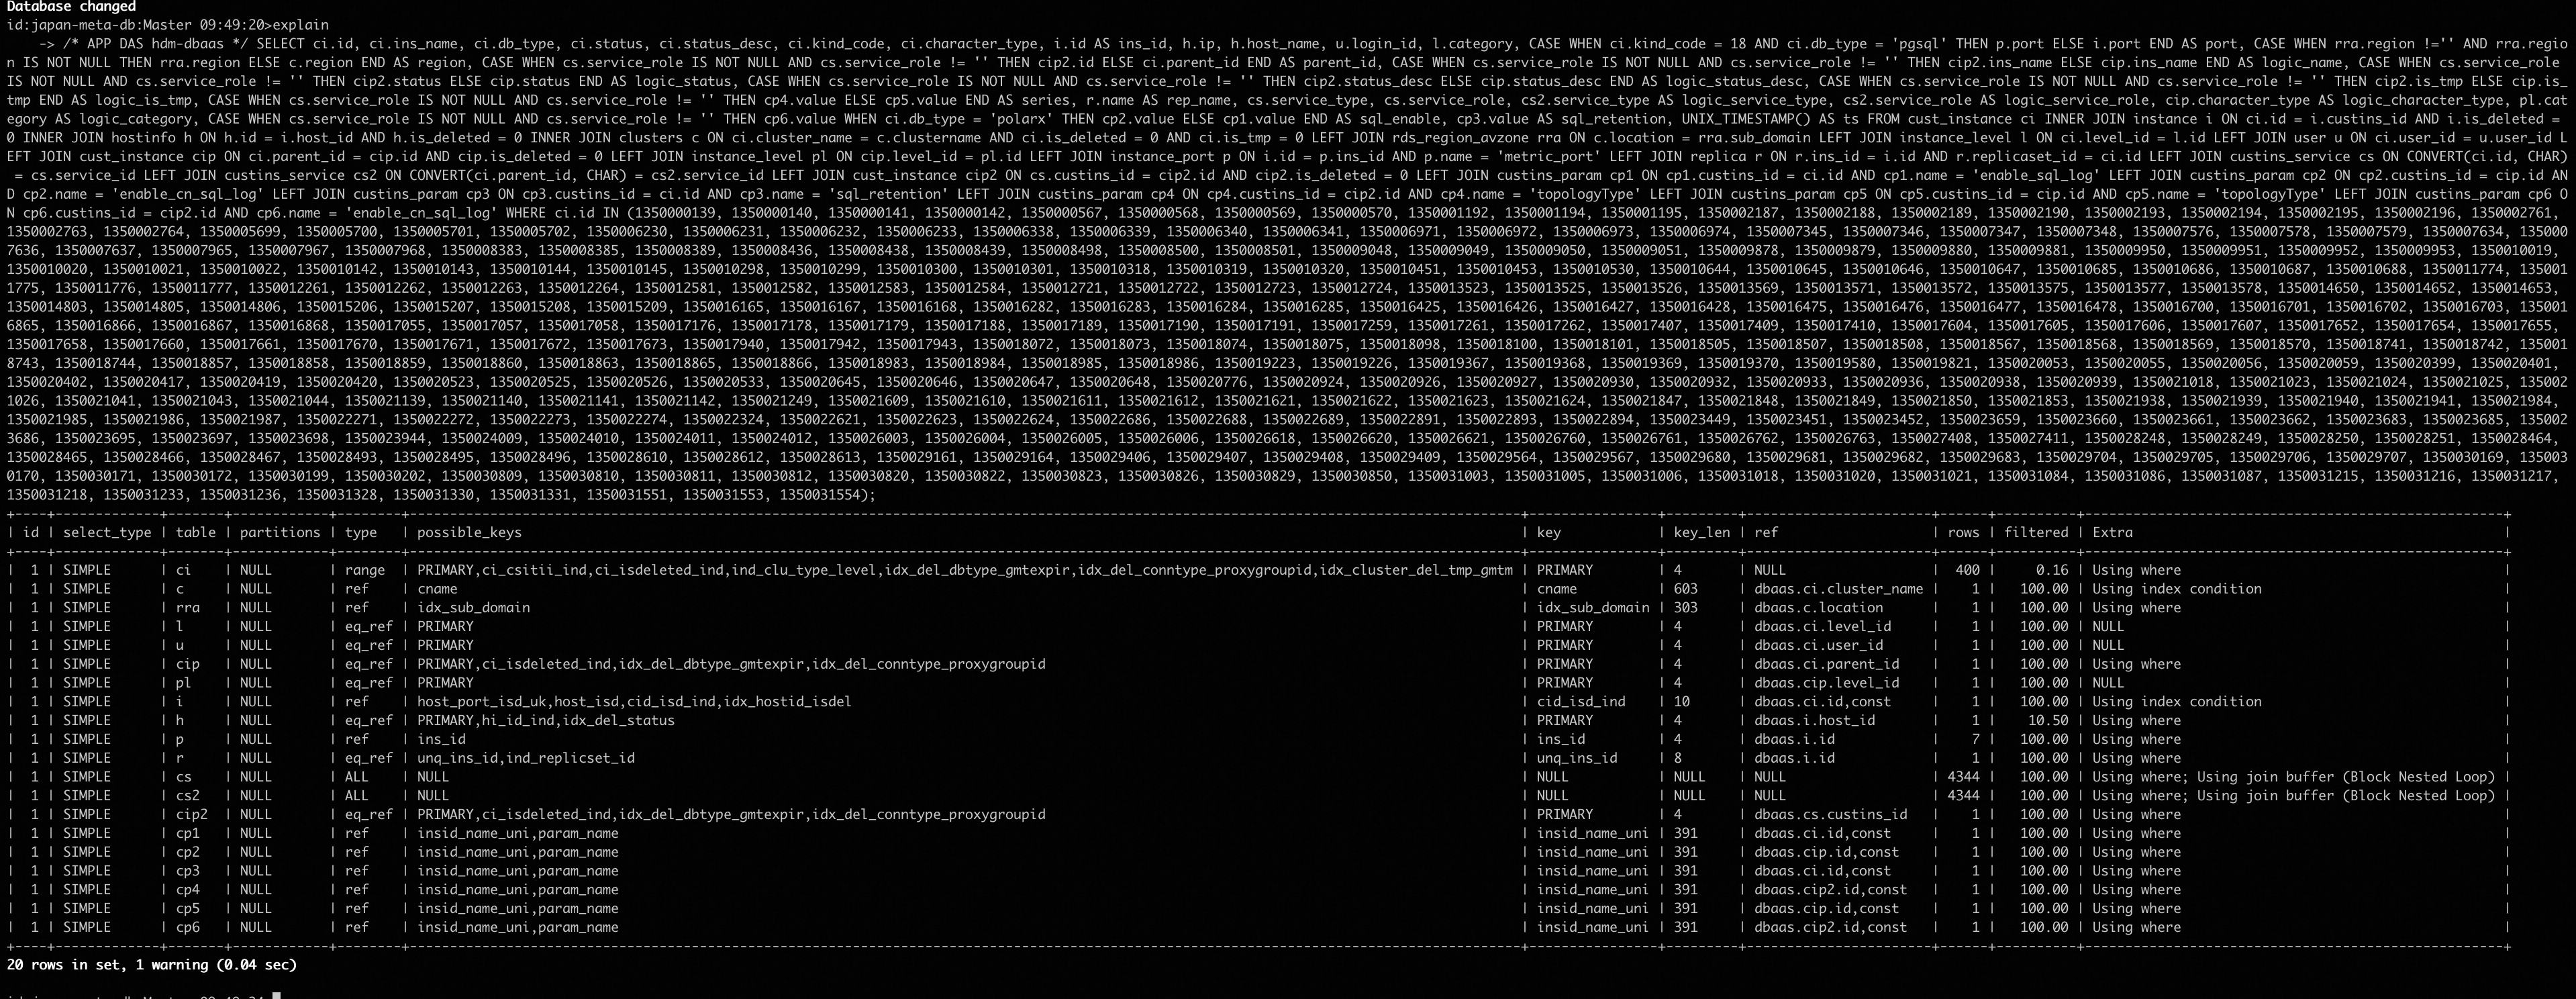 Database changed
id:japan-meta-db:Master 09:49:20>explain
    -> /* APP DAS hdm-dbaas */ SELECT ci.id, ci.ins_name, ci.db_type, ci.status, ci.status_desc, ci.kind_code, ci.character_type, i.id AS ins_id, h.ip, h.host_name, u.login_id, l.category, CASE WHEN ci.kind_code = 18 AND ci.db_type = 'pgsql' THEN p.port ELSE i.port END AS port, CASE WHEN rra.region !='' AND rra.regio
n IS NOT NULL THEN rra.region ELSE c.region END AS region, CASE WHEN cs.service_role IS NOT NULL AND cs.service_role != '' THEN cip2.id ELSE ci.parent_id END AS parent_id, CASE WHEN cs.service_role IS NOT NULL AND cs.service_role != '' THEN cip2.ins_name ELSE cip.ins_name END AS logic_name, CASE WHEN cs.service_role
IS NOT NULL AND cs.service_role != '' THEN cip2.status ELSE cip.status END AS logic_status, CASE WHEN cs.service_role IS NOT NULL AND cs.service_role != '' THEN cip2.status_desc ELSE cip.status_desc END AS logic_status_desc, CASE WHEN cs.service_role IS NOT NULL AND cs.service_role != '' THEN cip2.is_tmp ELSE cip.is_
tmp END AS logic_is_tmp, CASE WHEN cs.service_role IS NOT NULL AND cs.service_role != '' THEN cp4.value ELSE cp5.value END AS series, r.name AS rep_name, cs.service_type, cs.service_role, cs2.service_type AS logic_service_type, cs2.service_role AS logic_service_role, cip.character_type AS logic_character_type, pl.cat
egory AS logic_category, CASE WHEN cs.service_role IS NOT NULL AND cs.service_role != '' THEN cp6.value WHEN ci.db_type = 'polarx' THEN cp2.value ELSE cp1.value END AS sql_enable, cp3.value AS sql_retention, UNIX_TIMESTAMP() AS ts FROM cust_instance ci INNER JOIN instance i ON ci.id = i.custins_id AND i.is_deleted =
0 INNER JOIN hostinfo h ON h.id = i.host_id AND h.is_deleted = 0 INNER JOIN clusters c ON ci.cluster_name = c.clustername AND ci.is_deleted = 0 AND ci.is_tmp = 0 LEFT JOIN rds_region_avzone rra ON c.location = rra.sub_domain LEFT JOIN instance_level l ON ci.level_id = l.id LEFT JOIN user u ON ci.user_id = u.user_id L
EFT JOIN cust_instance cip ON ci.parent_id = cip.id AND cip.is_deleted = 0 LEFT JOIN instance_level pl ON cip.level_id = pl.id LEFT JOIN instance_port p ON i.id = p.ins_id AND p.name = 'metric_port' LEFT JOIN replica r ON r.ins_id = i.id AND r.replicaset_id = ci.id LEFT JOIN custins_service cs ON CONVERT(ci.id, CHAR)
 = cs.service_id LEFT JOIN custins_service cs2 ON CONVERT(ci.parent_id, CHAR) = cs2.service_id LEFT JOIN cust_instance cip2 ON cs.custins_id = cip2.id AND cip2.is_deleted = 0 LEFT JOIN custins_param cp1 ON cp1.custins_id = ci.id AND cp1.name = 'enable_sql_log' LEFT JOIN custins_param cp2 ON cp2.custins_id = cip.id AN
D cp2.name = 'enable_cn_sql_log' LEFT JOIN custins_param cp3 ON cp3.custins_id = ci.id AND cp3.name = 'sql_retention' LEFT JOIN custins_param cp4 ON cp4.custins_id = cip2.id AND cp4.name = 'topologyType' LEFT JOIN custins_param cp5 ON cp5.custins_id = cip.id AND cp5.name = 'topologyType' LEFT JOIN custins_param cp6 O
N cp6.custins_id = cip2.id AND cp6.name = 'enable_cn_sql_log' WHERE ci.id IN (1350000139, 1350000140, 1350000141, 1350000142, 1350000567, 1350000568, 1350000569, 1350000570, 1350001192, 1350001194, 1350001195, 1350002187, 1350002188, 1350002189, 1350002190, 1350002193, 1350002194, 1350002195, 1350002196, 1350002761,
1350002763, 1350002764, 1350005699, 1350005700, 1350005701, 1350005702, 1350006230, 1350006231, 1350006232, 1350006233, 1350006338, 1350006339, 1350006340, 1350006341, 1350006971, 1350006972, 1350006973, 1350006974, 1350007345, 1350007346, 1350007347, 1350007348, 1350007576, 1350007578, 1350007579, 1350007634, 135000
7636, 1350007637, 1350007965, 1350007967, 1350007968, 1350008383, 1350008385, 1350008389, 1350008436, 1350008438, 1350008439, 1350008498, 1350008500, 1350008501, 1350009048, 1350009049, 1350009050, 1350009051, 1350009878, 1350009879, 1350009880, 1350009881, 1350009950, 1350009951, 1350009952, 1350009953, 1350010019,
1350010020, 1350010021, 1350010022, 1350010142, 1350010143, 1350010144, 1350010145, 1350010298, 1350010299, 1350010300, 1350010301, 1350010318, 1350010319, 1350010320, 1350010451, 1350010453, 1350010530, 1350010644, 1350010645, 1350010646, 1350010647, 1350010685, 1350010686, 1350010687, 1350010688, 1350011774, 135001
1775, 1350011776, 1350011777, 1350012261, 1350012262, 1350012263, 1350012264, 1350012581, 1350012582, 1350012583, 1350012584, 1350012721, 1350012722, 1350012723, 1350012724, 1350013523, 1350013525, 1350013526, 1350013569, 1350013571, 1350013572, 1350013575, 1350013577, 1350013578, 1350014650, 1350014652, 1350014653,
1350014803, 1350014805, 1350014806, 1350015206, 1350015207, 1350015208, 1350015209, 1350016165, 1350016167, 1350016168, 1350016282, 1350016283, 1350016284, 1350016285, 1350016425, 1350016426, 1350016427, 1350016428, 1350016475, 1350016476, 1350016477, 1350016478, 1350016700, 1350016701, 1350016702, 1350016703, 135001
6865, 1350016866, 1350016867, 1350016868, 1350017055, 1350017057, 1350017058, 1350017176, 1350017178, 1350017179, 1350017188, 1350017189, 1350017190, 1350017191, 1350017259, 1350017261, 1350017262, 1350017407, 1350017409, 1350017410, 1350017604, 1350017605, 1350017606, 1350017607, 1350017652, 1350017654, 1350017655,
1350017658, 1350017660, 1350017661, 1350017670, 1350017671, 1350017672, 1350017673, 1350017940, 1350017942, 1350017943, 1350018072, 1350018073, 1350018074, 1350018075, 1350018098, 1350018100, 1350018101, 1350018505, 1350018507, 1350018508, 1350018567, 1350018568, 1350018569, 1350018570, 1350018741, 1350018742, 135001
8743, 1350018744, 1350018857, 1350018858, 1350018859, 1350018860, 1350018863, 1350018865, 1350018866, 1350018983, 1350018984, 1350018985, 1350018986, 1350019223, 1350019226, 1350019367, 1350019368, 1350019369, 1350019370, 1350019580, 1350019821, 1350020053, 1350020055, 1350020056, 1350020059, 1350020399, 1350020401,
1350020402, 1350020417, 1350020419, 1350020420, 1350020523, 1350020525, 1350020526, 1350020533, 1350020645, 1350020646, 1350020647, 1350020648, 1350020776, 1350020924, 1350020926, 1350020927, 1350020930, 1350020932, 1350020933, 1350020936, 1350020938, 1350020939, 1350021018, 1350021023, 1350021024, 1350021025, 135002
1026, 1350021041, 1350021043, 1350021044, 1350021139, 1350021140, 1350021141, 1350021142, 1350021249, 1350021609, 1350021610, 1350021611, 1350021612, 1350021621, 1350021622, 1350021623, 1350021624, 1350021847, 1350021848, 1350021849, 1350021850, 1350021853, 1350021938, 1350021939, 1350021940, 1350021941, 1350021984,
1350021985, 1350021986, 1350021987, 1350022271, 1350022272, 1350022273, 1350022274, 1350022324, 1350022621, 1350022623, 1350022624, 1350022686, 1350022688, 1350022689, 1350022891, 1350022893, 1350022894, 1350023449, 1350023451, 1350023452, 1350023659, 1350023660, 1350023661, 1350023662, 1350023683, 1350023685, 135002
3686, 1350023695, 1350023697, 1350023698, 1350023944, 1350024009, 1350024010, 1350024011, 1350024012, 1350026003, 1350026004, 1350026005, 1350026006, 1350026618, 1350026620, 1350026621, 1350026760, 1350026761, 1350026762, 1350026763, 1350027408, 1350027411, 1350028248, 1350028249, 1350028250, 1350028251, 1350028464,
1350028465, 1350028466, 1350028467, 1350028493, 1350028495, 1350028496, 1350028610, 1350028612, 1350028613, 1350029161, 1350029164, 1350029406, 1350029407, 1350029408, 1350029409, 1350029564, 1350029567, 1350029680, 1350029681, 1350029682, 1350029683, 1350029704, 1350029705, 1350029706, 1350029707, 1350030169, 135003
0170, 1350030171, 1350030172, 1350030199, 1350030202, 1350030809, 1350030810, 1350030811, 1350030812, 1350030820, 1350030822, 1350030823, 1350030826, 1350030829, 1350030850, 1350031003, 1350031005, 1350031006, 1350031018, 1350031020, 1350031021, 1350031084, 1350031086, 1350031087, 1350031215, 1350031216, 1350031217,
1350031218, 1350031233, 1350031236, 1350031328, 1350031330, 1350031331, 1350031551, 1350031553, 1350031554);
| id | select_type | table | partitions | type | possible_keys | key | key_len | ref | rows | filtered | Extra |
| 1 | SIMPLE | ci | NULL | range | PRIMARY,ci_csitii_ind,ci_isdeleted_ind,ind_clu_type_level,idx_del_dbtype_gmtexpir,idx_del_conntype_proxygroupid,idx_cluster_del_tmp_gmtm | PRIMARY | 4 | NULL | 400 | 0.16 | Using where |
| 1 | SIMPLE | c | NULL | ref | cname | cname | 603 | dbaas.ci.cluster_name | 1 | 100.00 | Using index condition |
| 1 | SIMPLE | rra | NULL | ref | idx_sub_domain | idx_sub_domain | 303 | dbaas.c.location | 1 | 100.00 | Using where |
| 1 | SIMPLE | l | NULL | eq_ref | PRIMARY | PRIMARY | 4 | dbaas.ci.level_id | 1 | 100.00 | NULL |
| 1 | SIMPLE | u | NULL | eq_ref | PRIMARY | PRIMARY | 4 | dbaas.ci.user_id | 1 | 100.00 | NULL |
| 1 | SIMPLE | cip | NULL | eq_ref | PRIMARY,ci_isdeleted_ind,idx_del_dbtype_gmtexpir,idx_del_conntype_proxygroupid | PRIMARY | 4 | dbaas.ci.parent_id | 1 | 100.00 | Using where |
| 1 | SIMPLE | pl | NULL | eq_ref | PRIMARY | PRIMARY | 4 | dbaas.cip.level_id | 1 | 100.00 | NULL |
| 1 | SIMPLE | i | NULL | ref | host_port_isd_uk,host_isd,cid_isd_ind,idx_hostid_isdel | cid_isd_ind | 10 | dbaas.ci.id,const | 1 | 100.00 | Using index condition |
| 1 | SIMPLE | h | NULL | eq_ref | PRIMARY,hi_id_ind,idx_del_status | PRIMARY | 4 | dbaas.i.host_id | 1 | 10.50 | Using where |
| 1 | SIMPLE | p | NULL | ref | ins_id | ins_id | 4 | dbaas.i.id | 7 | 100.00 | Using where |
| 1 | SIMPLE | r | NULL | eq_ref | unq_ins_id,ind_replicset_id | unq_ins_id | 8 | dbaas.i.id | 1 | 100.00 | Using where |
| 1 | SIMPLE | cs | NULL | ALL | NULL | NULL | NULL | NULL | 4344 | 100.00 | Using where; Using join buffer (Block Nested Loop) |
| 1 | SIMPLE | cs2 | NULL | ALL | NULL | NULL | NULL | NULL | 4344 | 100.00 | Using where; Using join buffer (Block Nested Loop) |
| 1 | SIMPLE | cip2 | NULL | eq_ref | PRIMARY,ci_isdeleted_ind,idx_del_dbtype_gmtexpir,idx_del_conntype_proxygroupid | PRIMARY | 4 | dbaas.cs.custins_id | 1 | 100.00 | Using where |
| 1 | SIMPLE | cp1 | NULL | ref | insid_name_uni,param_name | insid_name_uni | 391 | dbaas.ci.id,const | 1 | 100.00 | Using where |
| 1 | SIMPLE | cp2 | NULL | ref | insid_name_uni,param_name | insid_name_uni | 391 | dbaas.cip.id,const | 1 | 100.00 | Using where |
| 1 | SIMPLE | cp3 | NULL | ref | insid_name_uni,param_name | insid_name_uni | 391 | dbaas.ci.id,const | 1 | 100.00 | Using where |
| 1 | SIMPLE | cp4 | NULL | ref | insid_name_uni,param_name | insid_name_uni | 391 | dbaas.cip2.id,const | 1 | 100.00 | Using where |
| 1 | SIMPLE | cp5 | NULL | ref | insid_name_uni,param_name | insid_name_uni | 391 | dbaas.cip.id,const | 1 | 100.00 | Using where |
| 1 | SIMPLE | cp6 | NULL | ref | insid_name_uni,param_name | insid_name_uni | 391 | dbaas.cip2.id,const | 1 | 100.00 | Using where |
20 rows in set, 1 warning (0.04 sec)